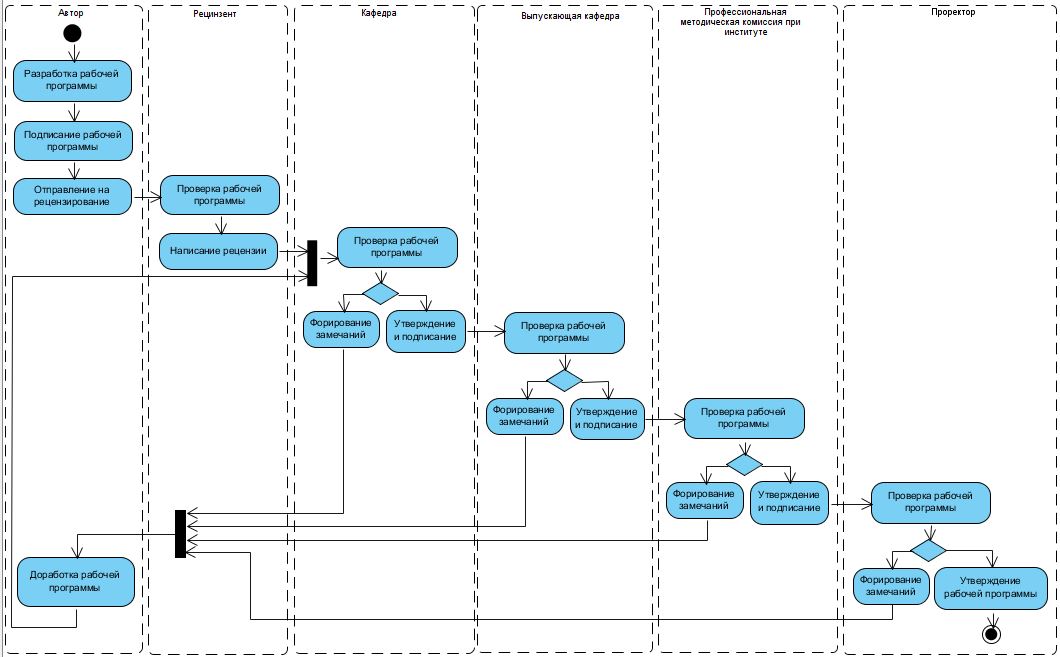 Автор
Рецинзент
Кафедра
Выпускающая кафедра
Профессиональная
методическая комиссия при
институте
Проректор
Разработка рабочей
программы
Подписание рабочей
программы
Отправление на
рецензирование
Проверка рабочей
программы
Написание рецензии
Проверка рабочей
программы
Форирование
замечаний
Утверждение
и подписание
Проверка рабочей
программы
Форирование
замечаний
Утверждение
и подписание
Проверка рабочей
программы
Форирование
замечаний
Утверждение
и подписание
Проверка рабочей
программы
Форирование
замечаний
Утверждение
рабочей программы
Доработка рабочей
программы